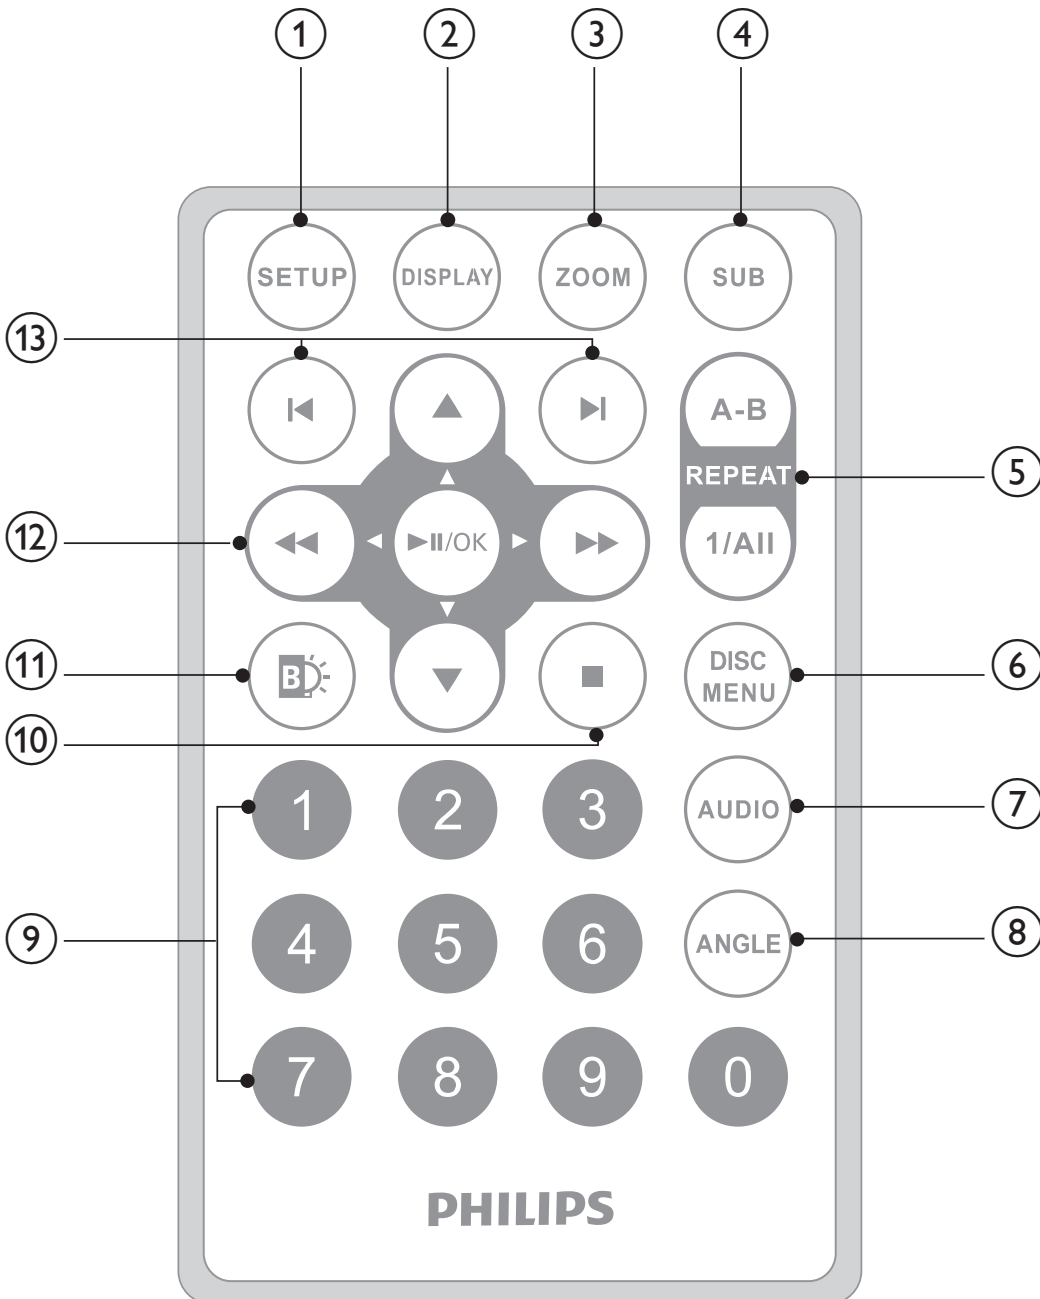 ① ② ③ ④
SETUP DISPLAY ZOOM SUB
⑬
A-B
REPEAT ⑤
⑫ /OK 1/All
⑪ B DISC MENU ⑥
⑩
1 2 3 AUDIO ⑦
⑨ 4 5 6 ANGLE ⑧
7 8 9 0
PHILIPS